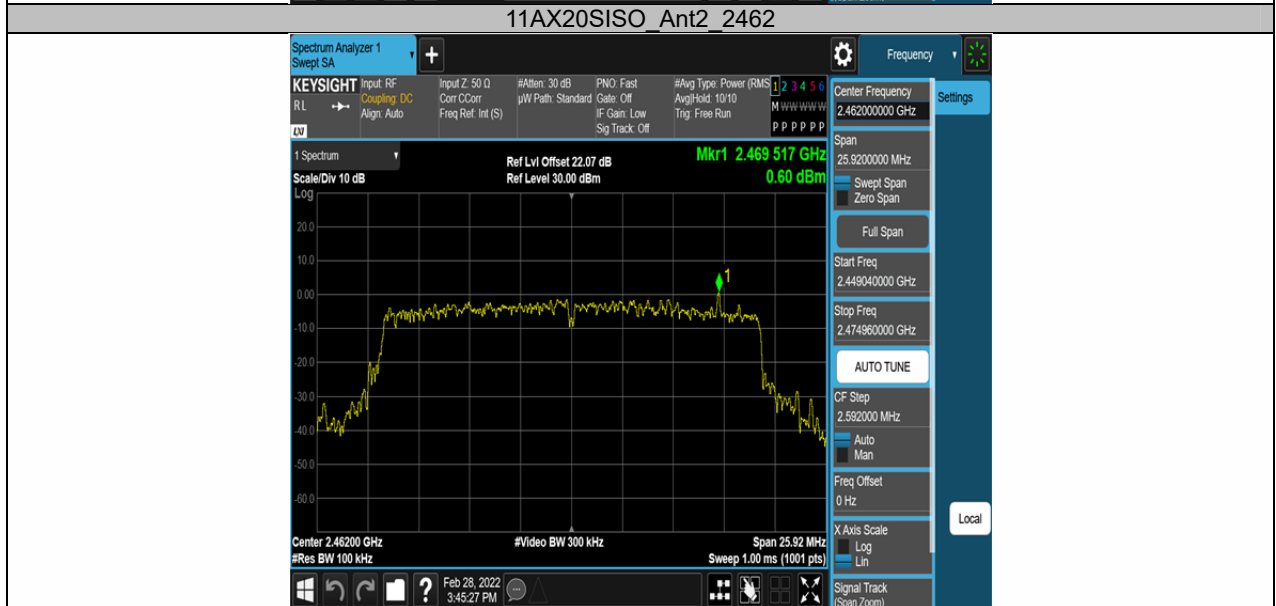 11AX20SISO_Ant2_2462
Spectrum Analyzer 1
Swept SA
+
Frequency
KEYSIGHT
RL
LXI
Input: RF
Coupling: DC
Align: Auto
Input Z: 50 Ω
Corr CCorr
Freq Ref: Int (S)
#Atten: 30 dB
µW Path: Standard
PNO: Fast
Gate: Off
IF Gain: Low
Sig Track: Off
#Avg Type: Power (RMS
Avg|Hold: 10/10
Trig: Free Run
1 2 3 4 5 6
M W W W W W
P P P P P P
1 Spectrum
Scale/Div 10 dB
Log
Ref Lvl Offset 22.07 dB
Ref Level 30.00 dBm
Mkr1 2.469 517 GHz
0.60 dBm
20.0
10.0
0.00
-10.0
-20.0
-30.0
-40.0
-50.0
-60.0
1
Center 2.46200 GHz
#Res BW 100 kHz
#Video BW 300 kHz
Span 25.92 MHz
Sweep 1.00 ms (1001 pts)
Center Frequency
2.462000000 GHz
Settings
Span
25.9200000 MHz
Swept Span
Zero Span
Full Span
Start Freq
2.449040000 GHz
Stop Freq
2.474960000 GHz
AUTO TUNE
CF Step
2.592000 MHz
Auto
Man
Freq Offset
0 Hz
X Axis Scale
Log
Lin
Local
Signal Track
(Span Zoom)
?
Feb 28, 2022
3:45:27 PM